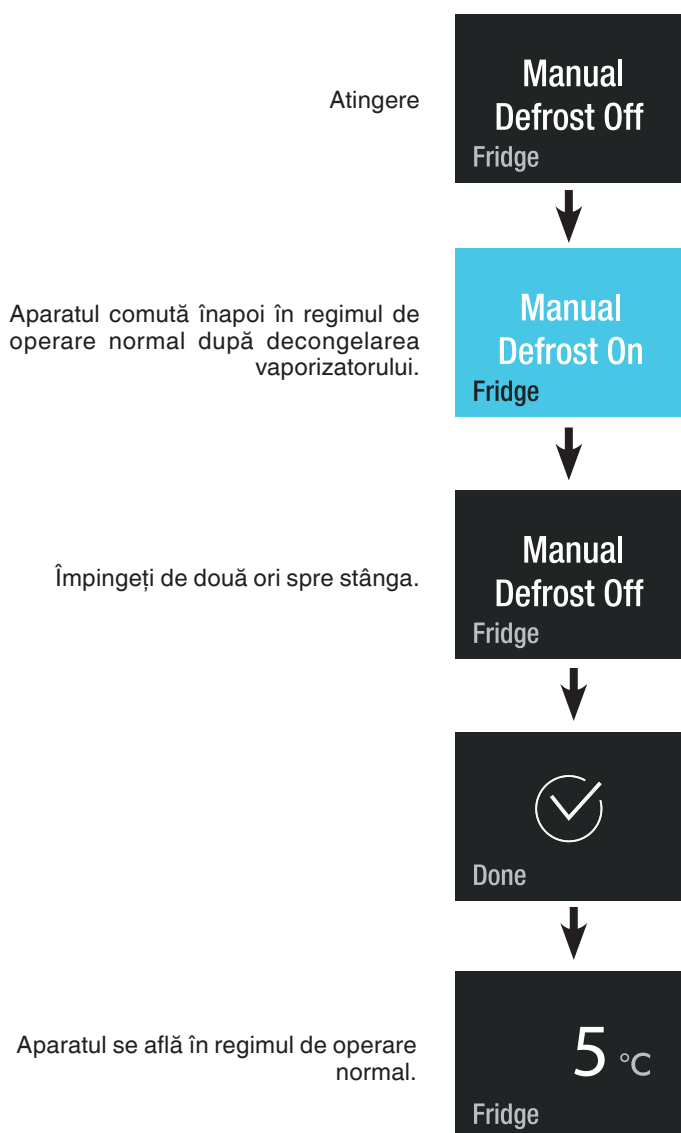 Atingere
Manual
Defrost Off
Fridge
Aparatul comută înapoi în regimul de
operare normal după decongelarea
vaporizatorului.
Manual
Defrost On
Fridge
Împingeți de două ori spre stânga.
Manual
Defrost Off
Fridge
Done
Aparatul se află în regimul de operare
normal.
5 °C
Fridge